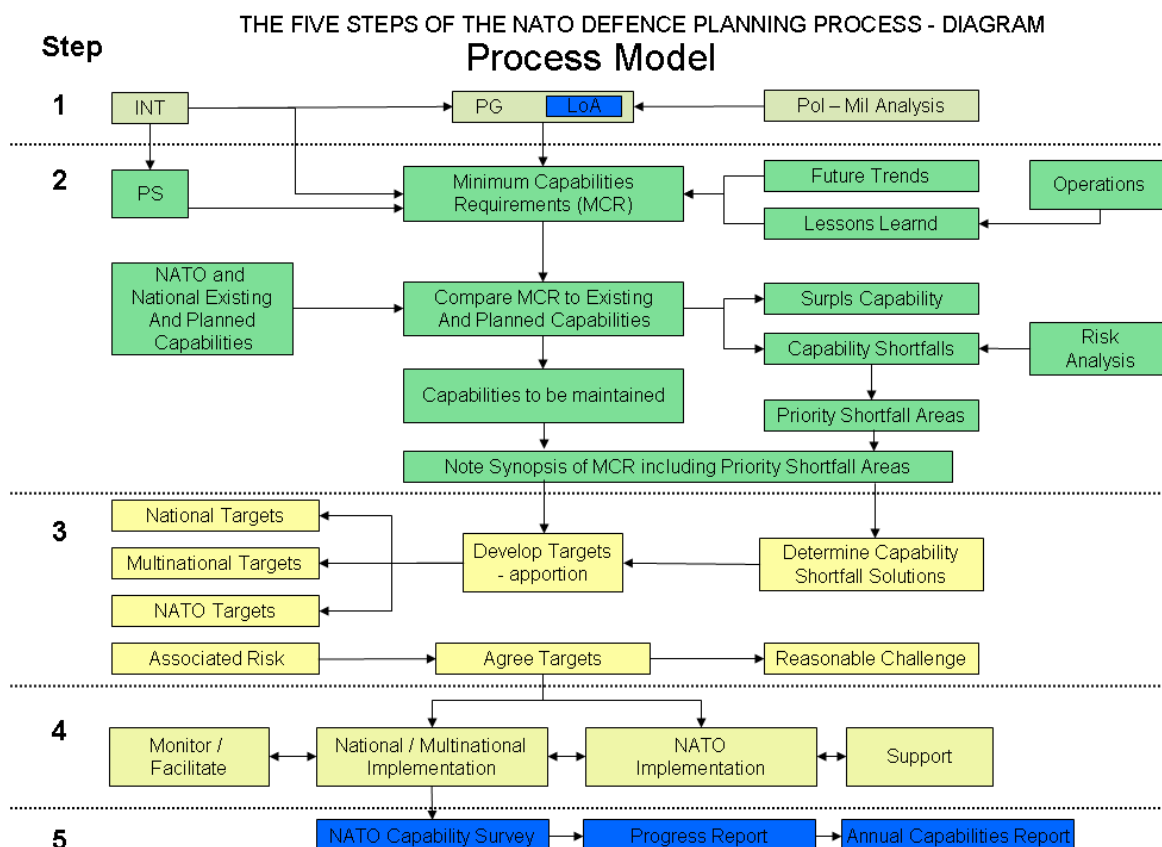 THE FIVE STEPS OF THE NATO DEFENCE PLANNING PROCESS - DIAGRAM
Step
Process Model
1
INT
PG
LoA
Pol – Mil Analysis
2
PS
Minimum Capabilities
Requirements (MCR)
Future Trends
Operations
Lessons Learnd
NATO and
National Existing
And Planned
Capabilities
Compare MCR to Existing
And Planned Capabilities
Surpls Capability
Capability Shortfalls
Risk
Analysis
Capabilities to be maintained
Priority Shortfall Areas
Note Synopsis of MCR including Priority Shortfall Areas
3
National Targets
Multinational Targets
NATO Targets
Develop Targets
- apportion
Determine Capability
Shortfall Solutions
Associated Risk
Agree Targets
Reasonable Challenge
4
Monitor /
Facilitate
National / Multinational
Implementation
NATO
Implementation
Support
5
NATO Capability Survey
Progress Report
Annual Capabilities Report